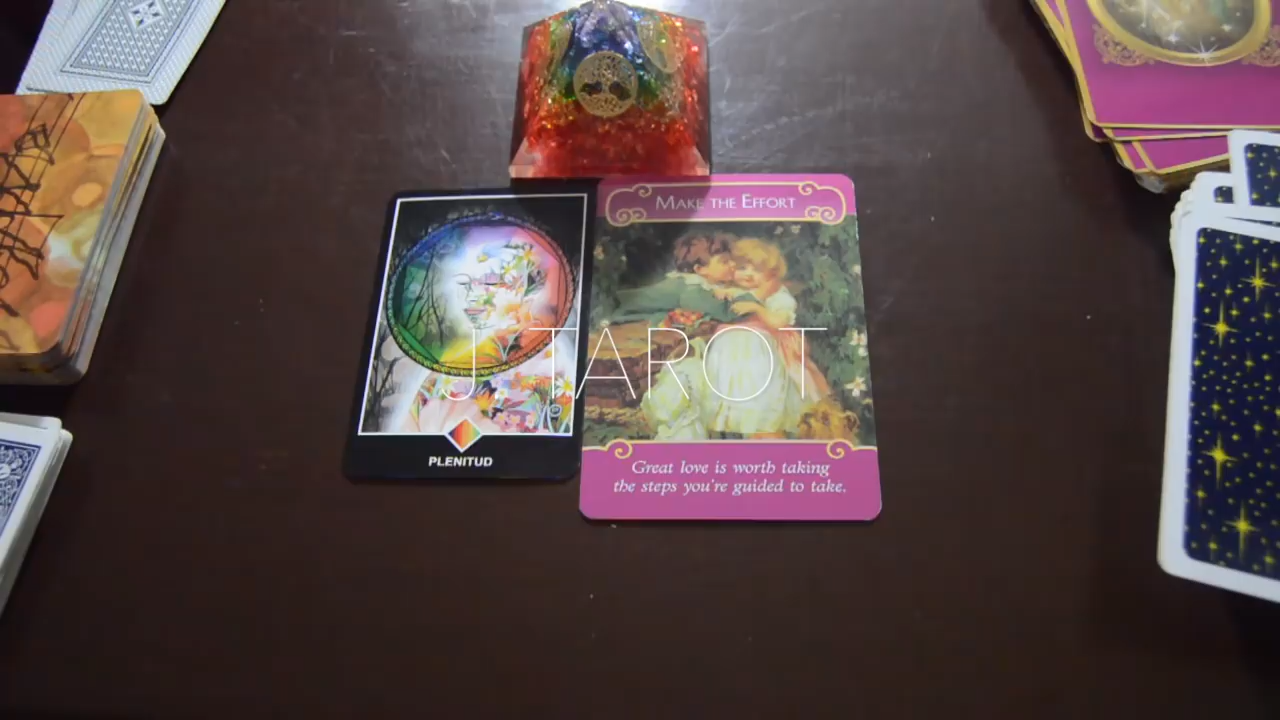 MAKE THE EFFORT
J. TAROT
PLENITUD
Great love is worth taking
the steps you're guided to take.